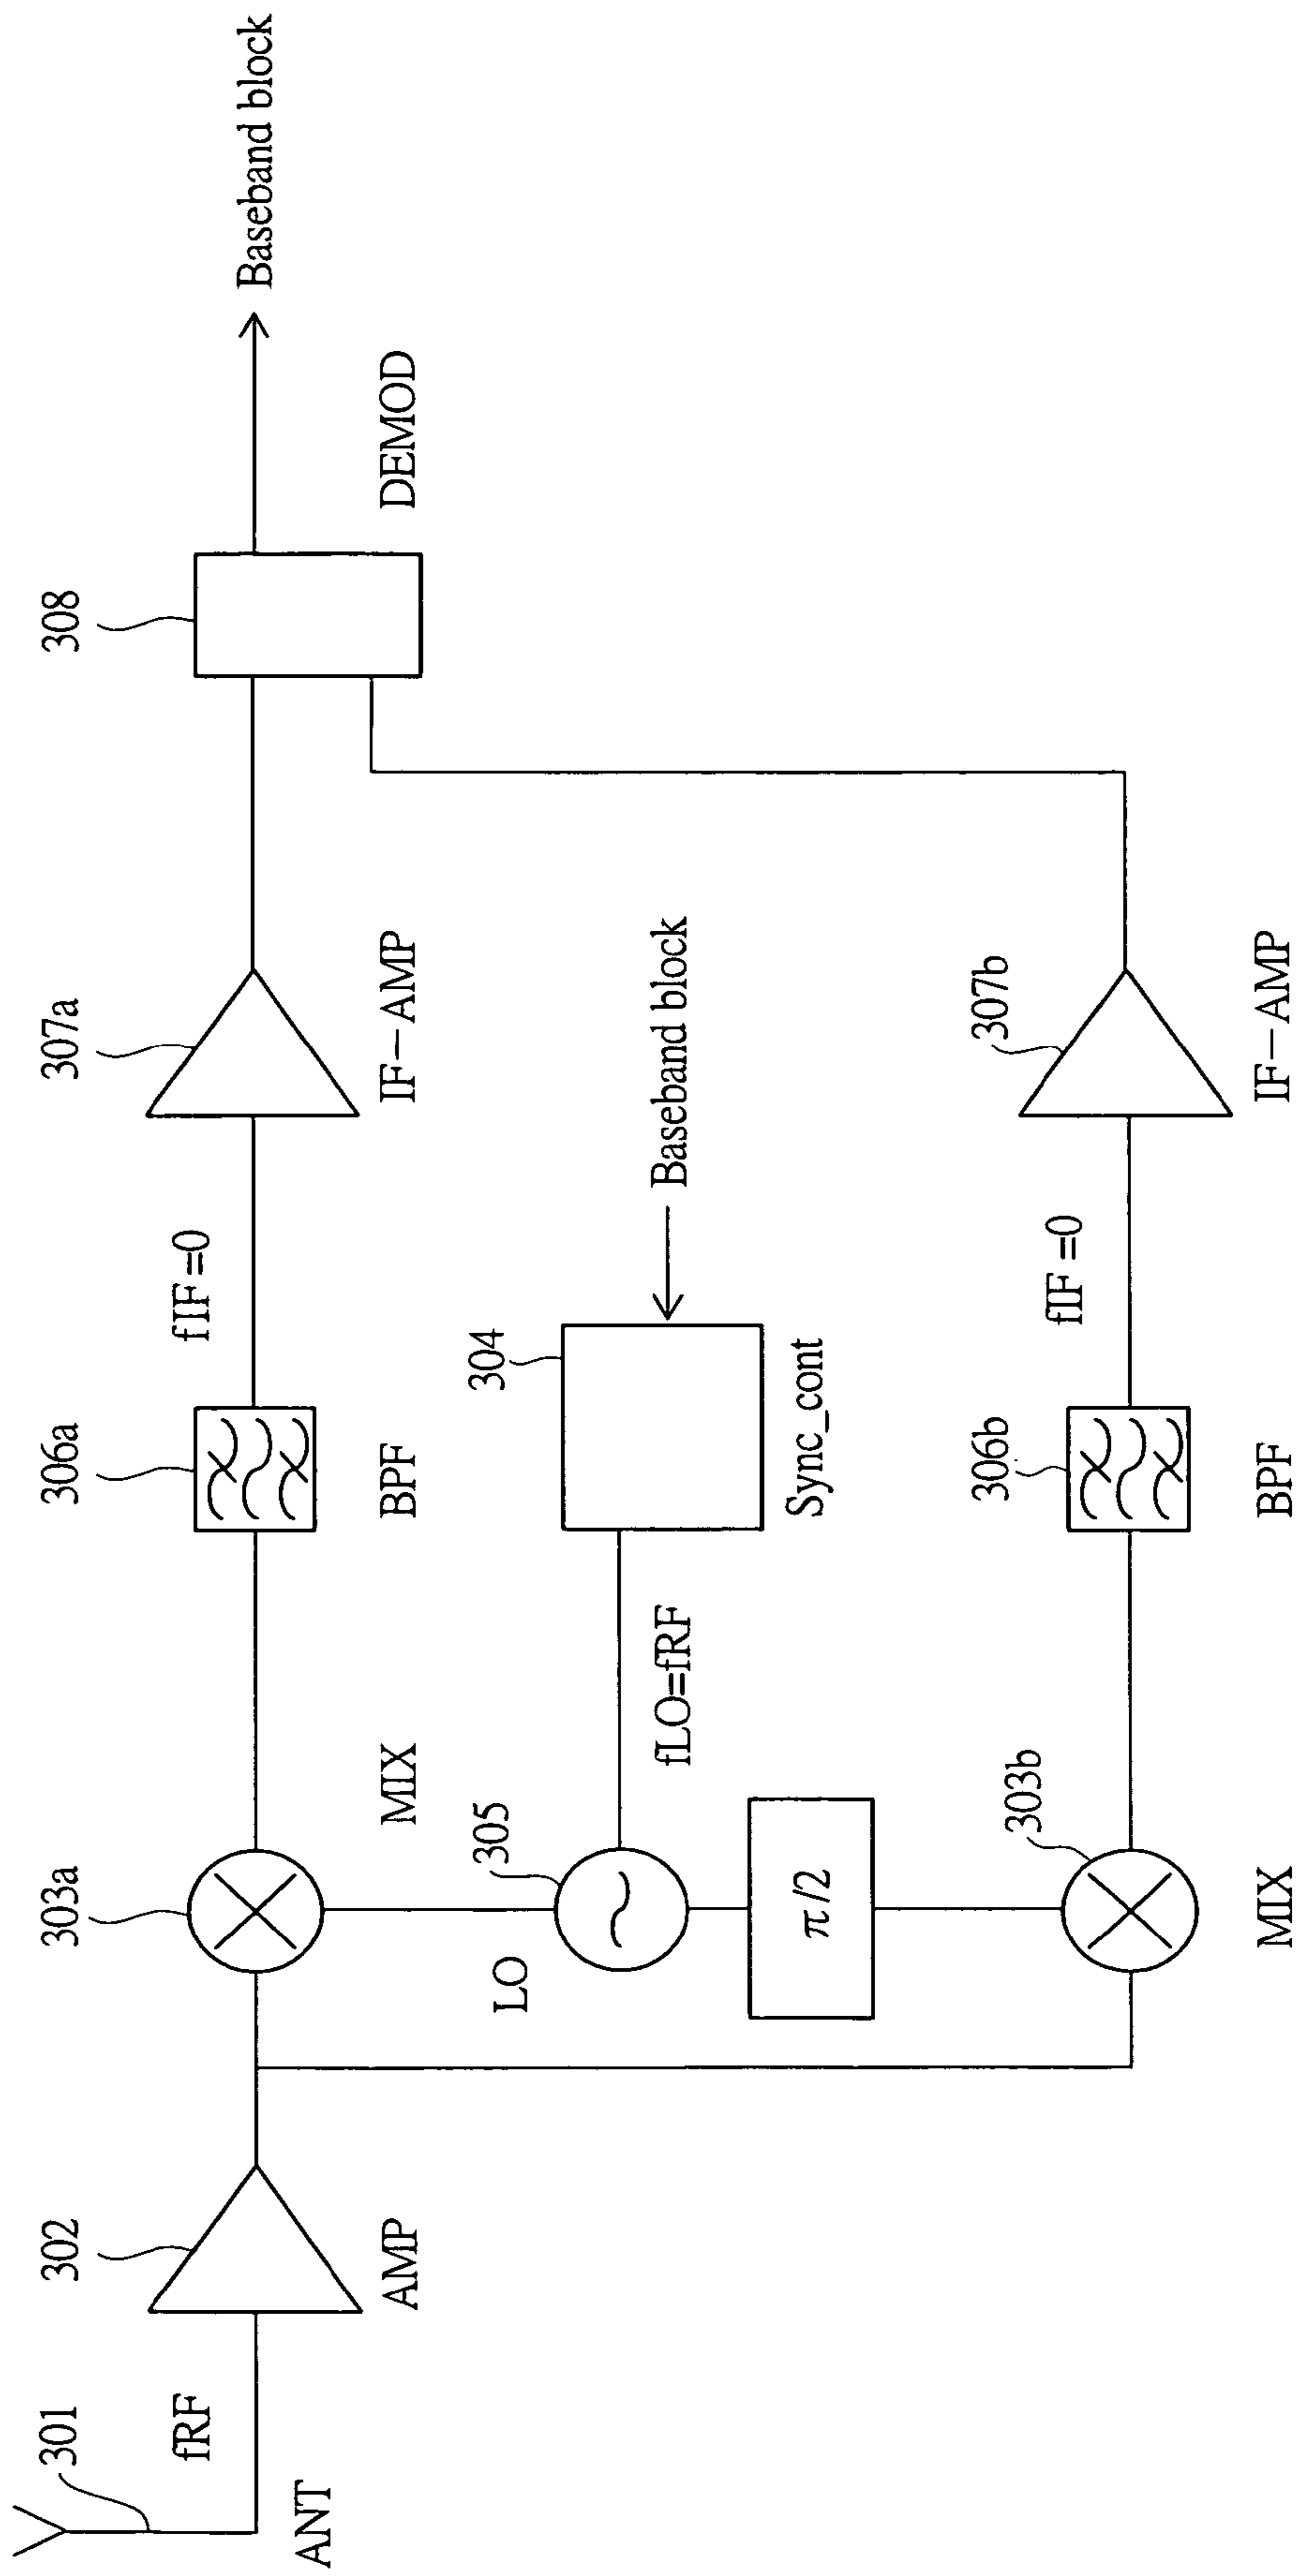 301
fRF
ANT
302
AMP
303a
MIX
306a
BPF
fIF=0
307a
IF—AMP
308
DEMOD
Baseband block
LO
305
fLO=fRF
304
Sync_cont
Baseband block
π/2
303b
MIX
306b
BPF
fIF=0
307b
IF—AMP